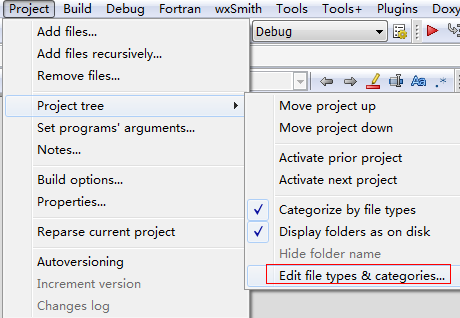 Project Build Debug Fortran wxSmith Tools Tools+ Plugins Doxy
Add files...
Add files recursively...
Remove files...
Project tree
Set programs' arguments...
Notes...
Build options...
Properties...
Reparse current project
Autoversioning
Increment version
Changes log
Debug
Aa .*
Move project up
Move project down
Activate prior project
Activate next project
Categorize by file types
Display folders as on disk
Hide folder name
Edit file types & categories...